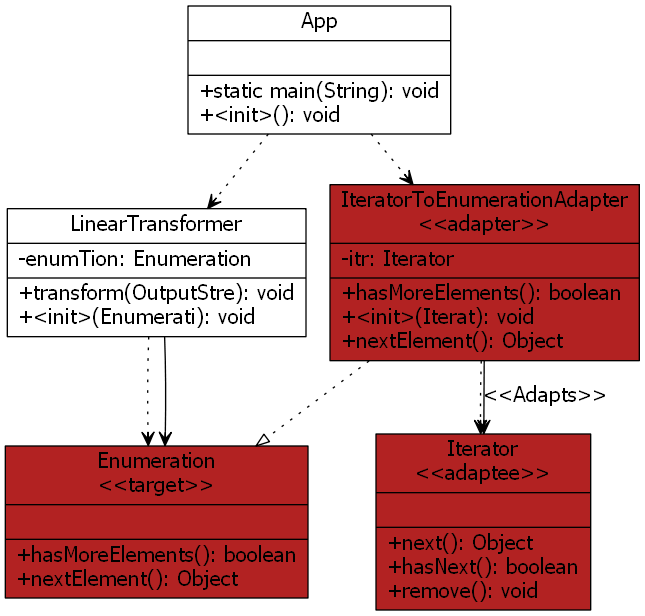 App
+static main(String): void
+<init>(): void
LinearTransformer
-enumTion: Enumeration
+transform(OutputStre): void
+<init>(Enumerati): void
IteratorToEnumerationAdapter
<<adapter>>
-itr: Iterator
+hasMoreElements(): boolean
+<init>(Iterat): void
+nextElement(): Object
<<Adapts>>
Enumeration
<<target>>
+hasMoreElements(): boolean
+nextElement(): Object
Iterator
<<adaptee>>
+next(): Object
+hasNext(): boolean
+remove(): void